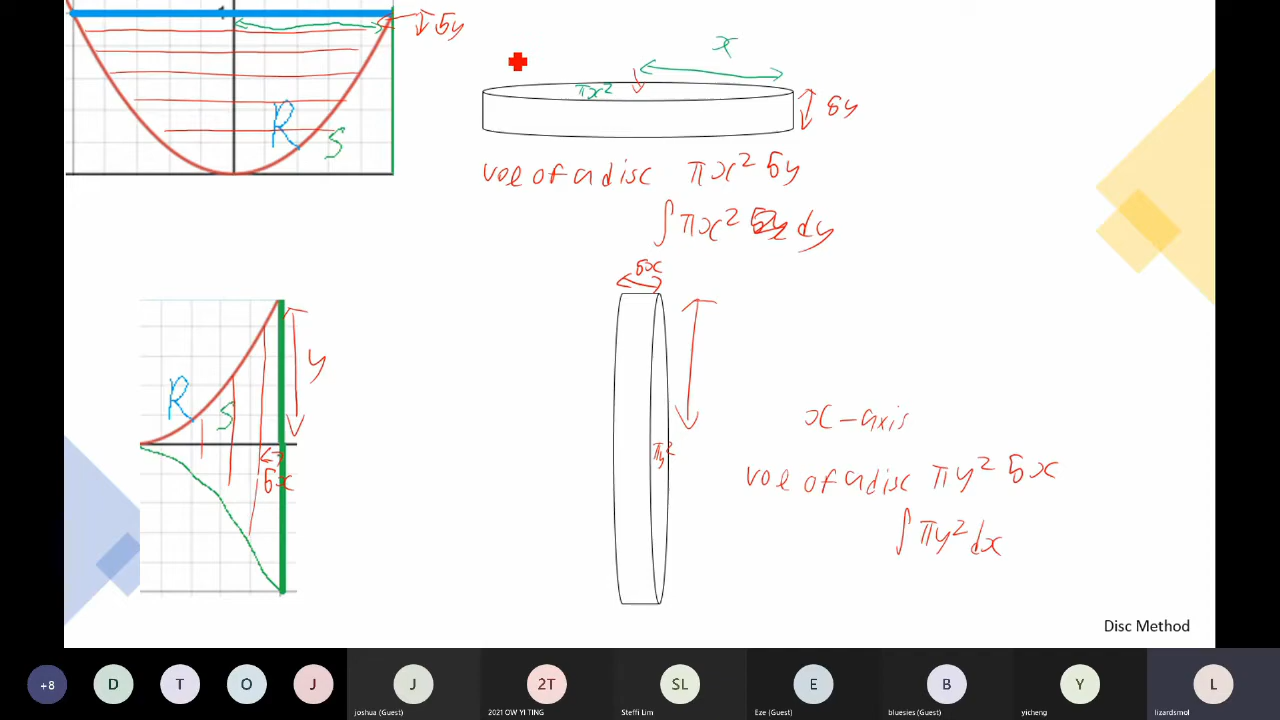 δy
x
πx²
δy
R
S
vol of a disc πx² δy
∫πx² dy
δx
y
R
S
δx
πy²
x-axis
vol of a disc πy² δx
∫πy² dx
Disc Method
+8
D
T
O
J
J
2T
SL
E
B
Y
L
joshua (Guest)
2021 OW YI TING
Steffi Lim
Eze (Guest)
bluesies (Guest)
yicheng
lizardsmol